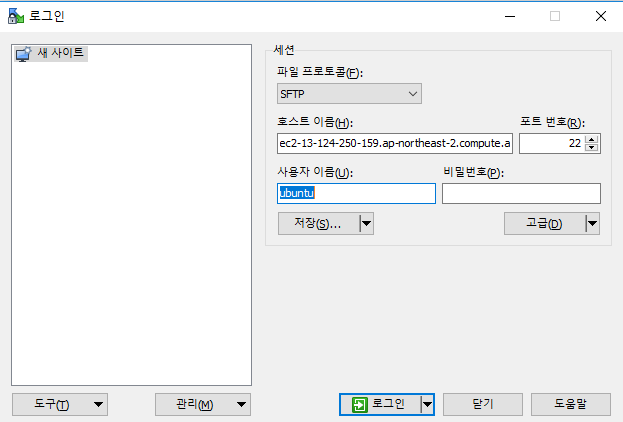 로그인
새 사이트
세션
파일 프로토콜(F):
SFTP
호스트 이름(H): 포트 번호(R):
ec2-13-124-250-159.ap-northeast-2.compute.a 22
사용자 이름(U): 비밀번호(P):
ubuntu
저장(S)... 고급(D)
도구(T) 관리(M) 로그인 닫기 도움말